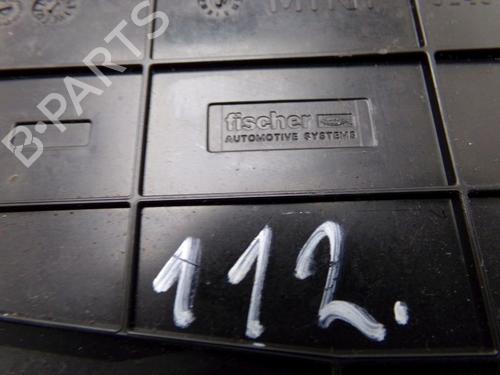 fischer
AUTOMOTIVE SYSTEMS
112.
B-PARTS